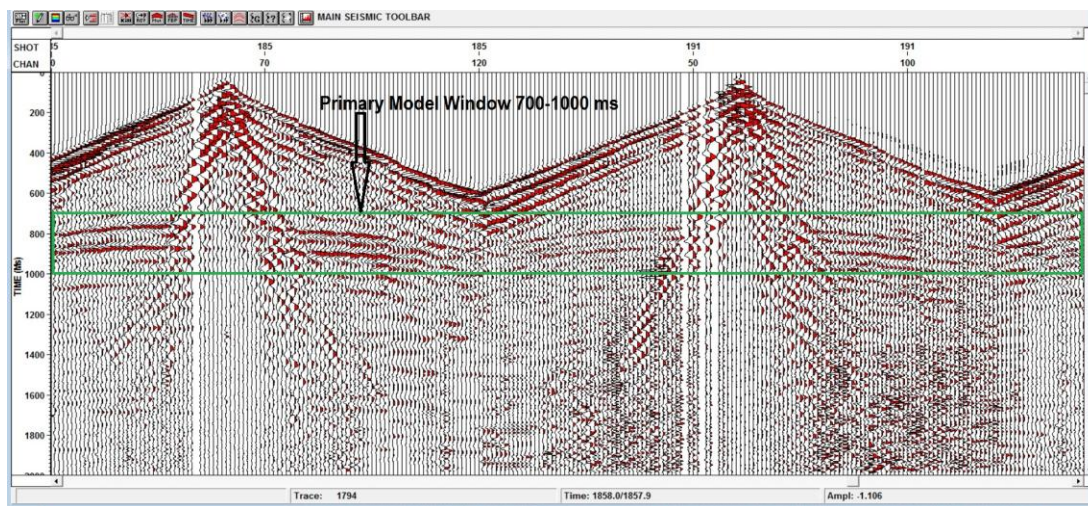 MAIN SEISMIC TOOLBAR
SHOT 185 185 191 191
CHAN 0 70 120 50 100
Primary Model Window 700-1000 ms
200
400
600
800
1000
1200
1400
1600
1800
TIME (Ms)
Trace: 1794 Time: 1858.0/1857.9 Ampl: -1.106